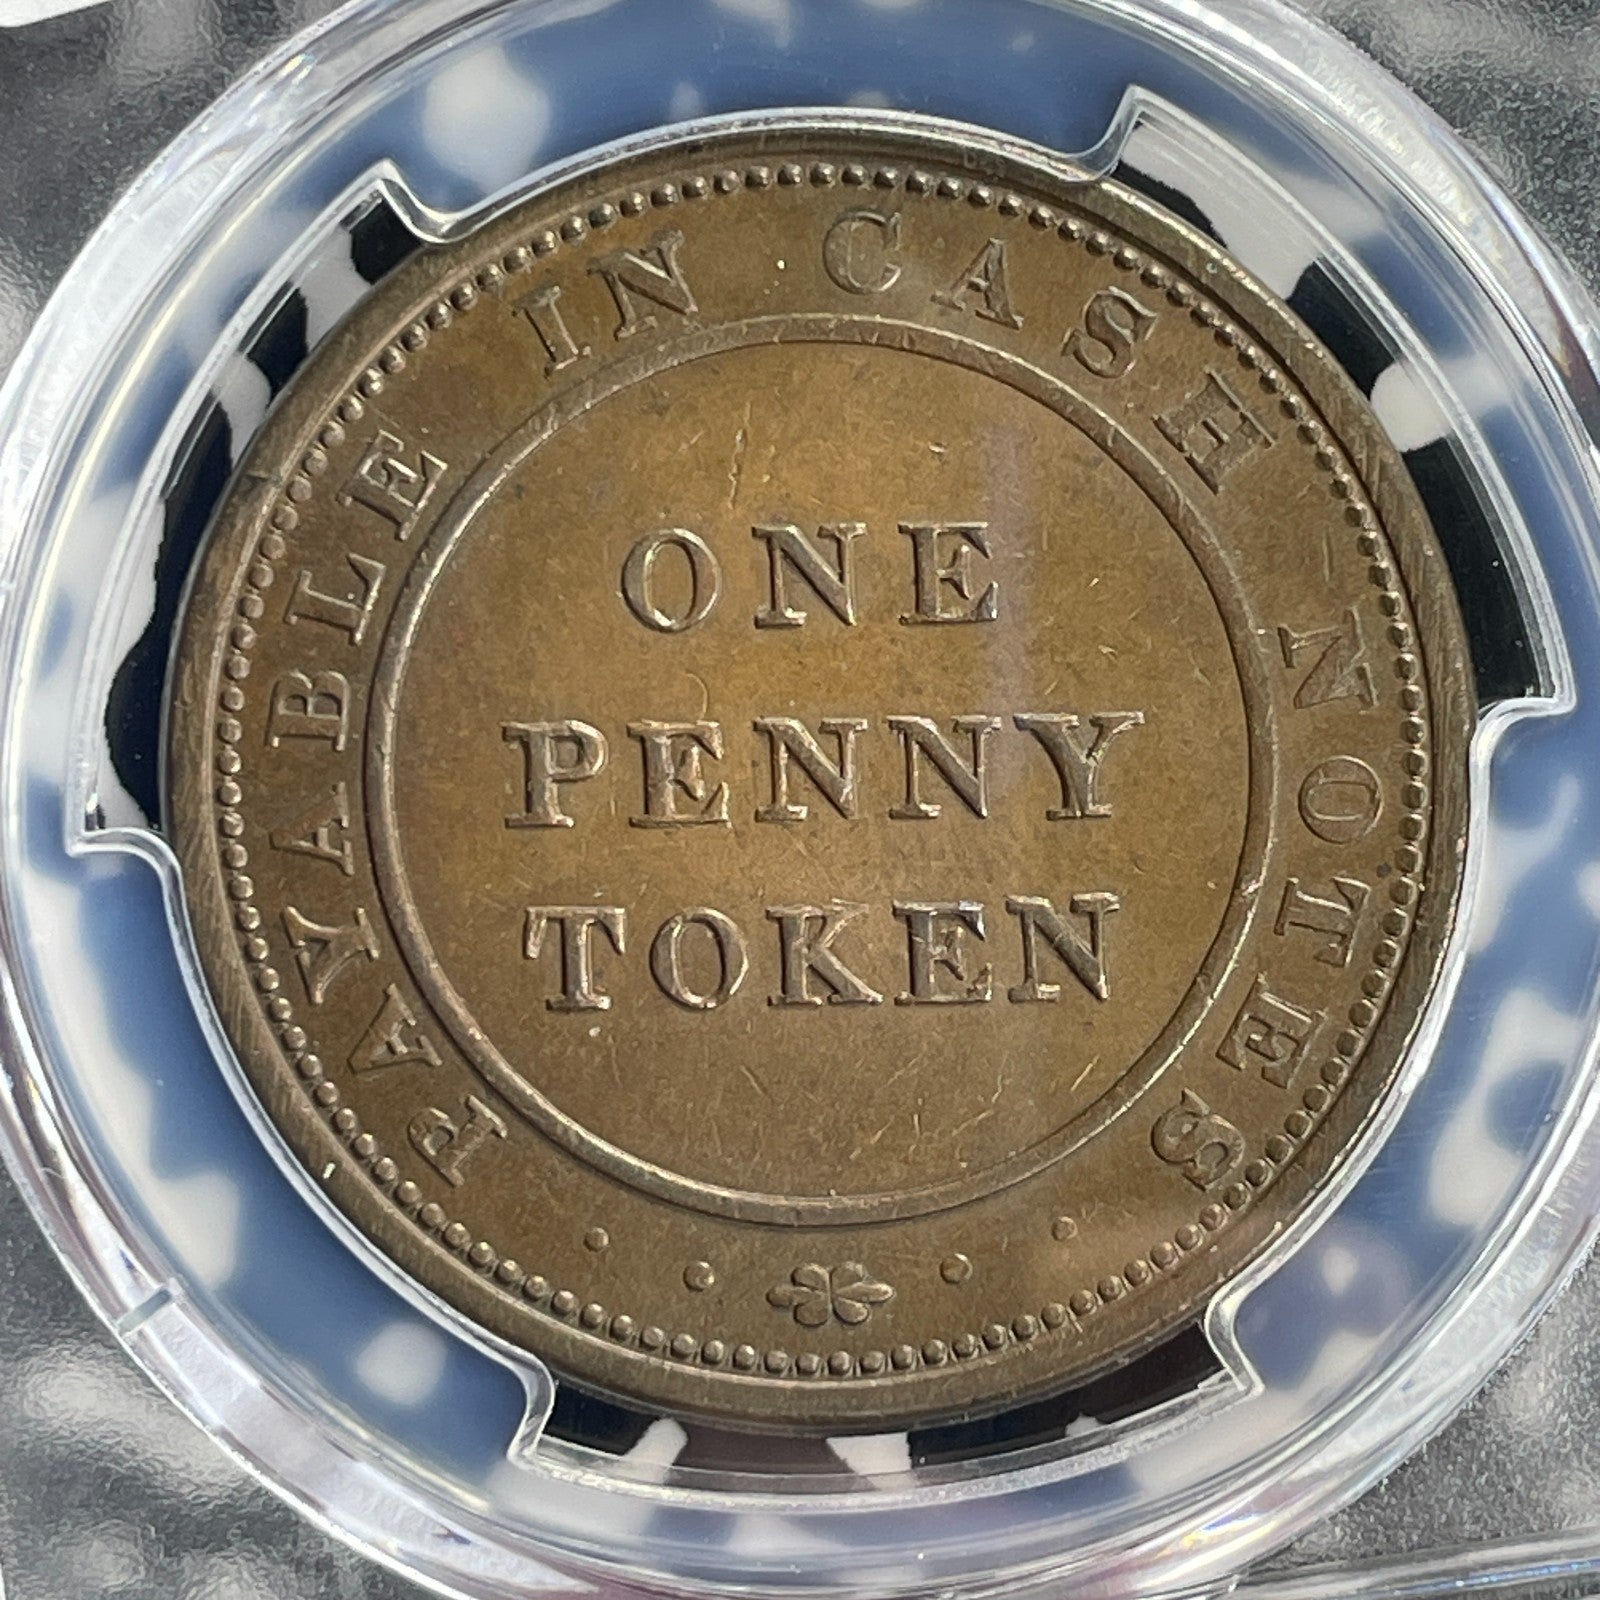 PAYABLE IN CASH NOTES
ONE
PENNY
TOKEN